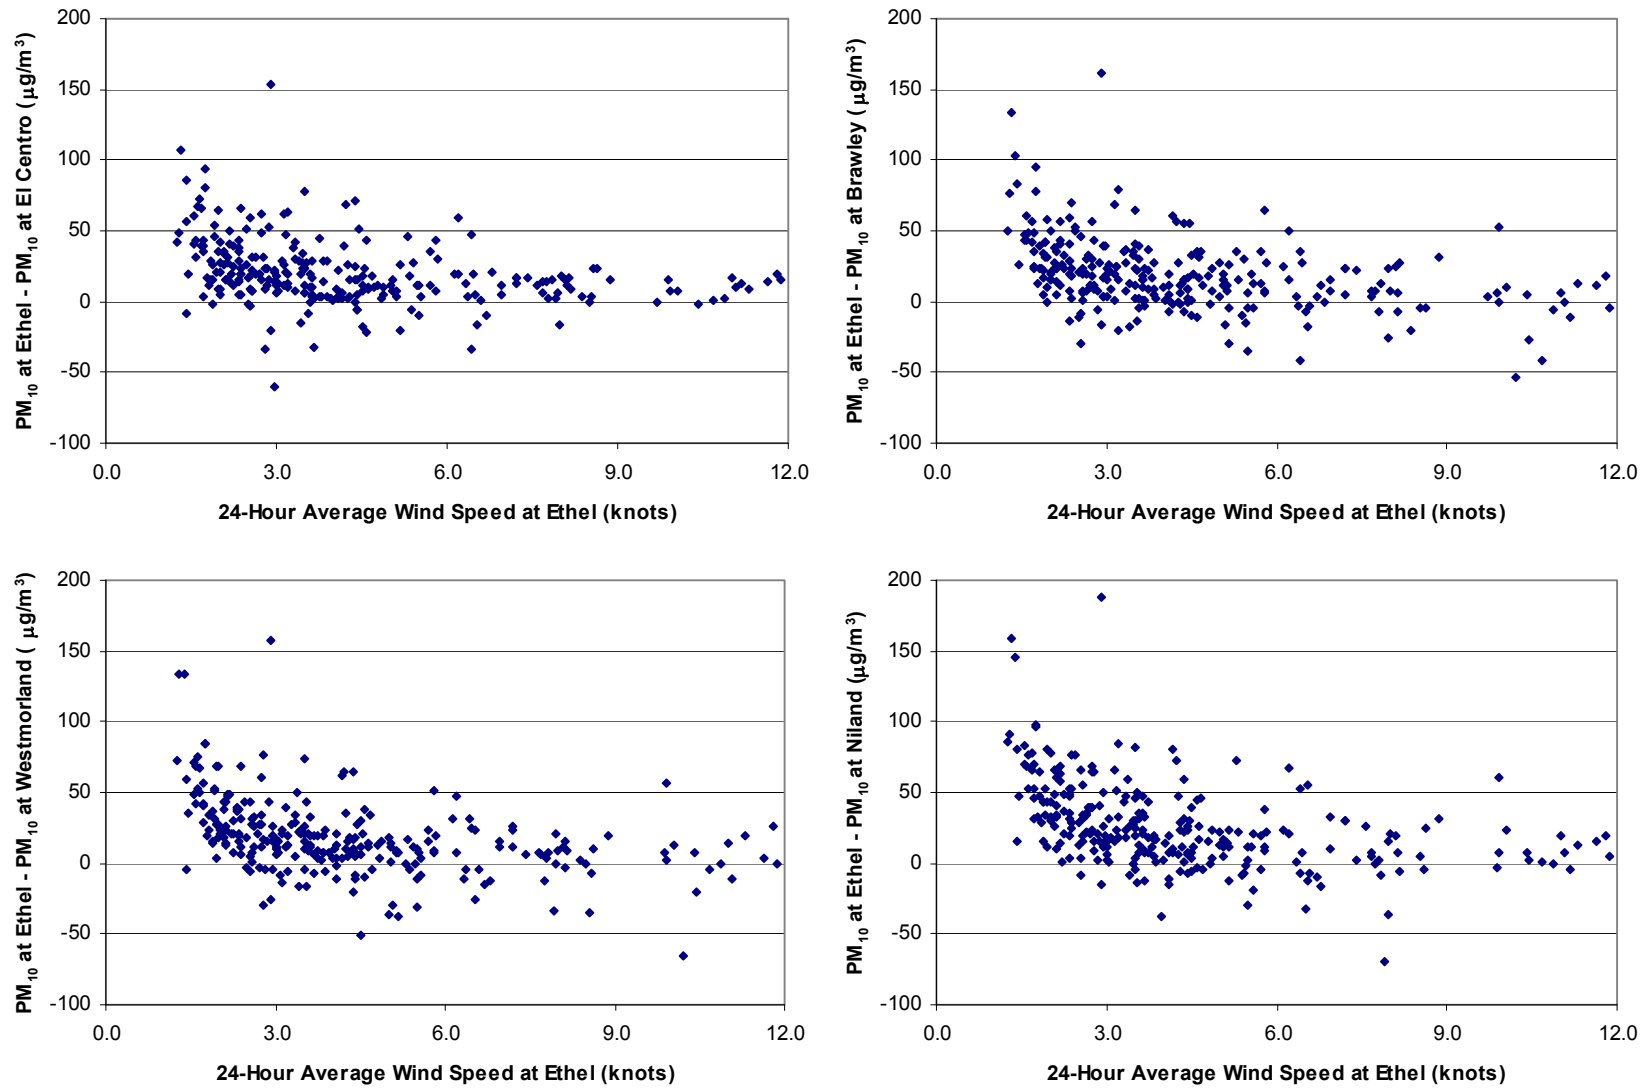 200
150
100
50
0
-50
-100
0.0 3.0 6.0 9.0 12.0
PM10 at Ethel - PM10 at El Centro (μg/m3)
24-Hour Average Wind Speed at Ethel (knots)
200
150
100
50
0
-50
-100
0.0 3.0 6.0 9.0 12.0
PM10 at Ethel - PM10 at Brawley (μg/m3)
24-Hour Average Wind Speed at Ethel (knots)
200
150
100
50
0
-50
-100
0.0 3.0 6.0 9.0 12.0
PM10 at Ethel - PM10 at Westmorland ( μg/m3)
24-Hour Average Wind Speed at Ethel (knots)
200
150
100
50
0
-50
-100
0.0 3.0 6.0 9.0 12.0
PM10 at Ethel - PM10 at Niland (μg/m3)
24-Hour Average Wind Speed at Ethel (knots)